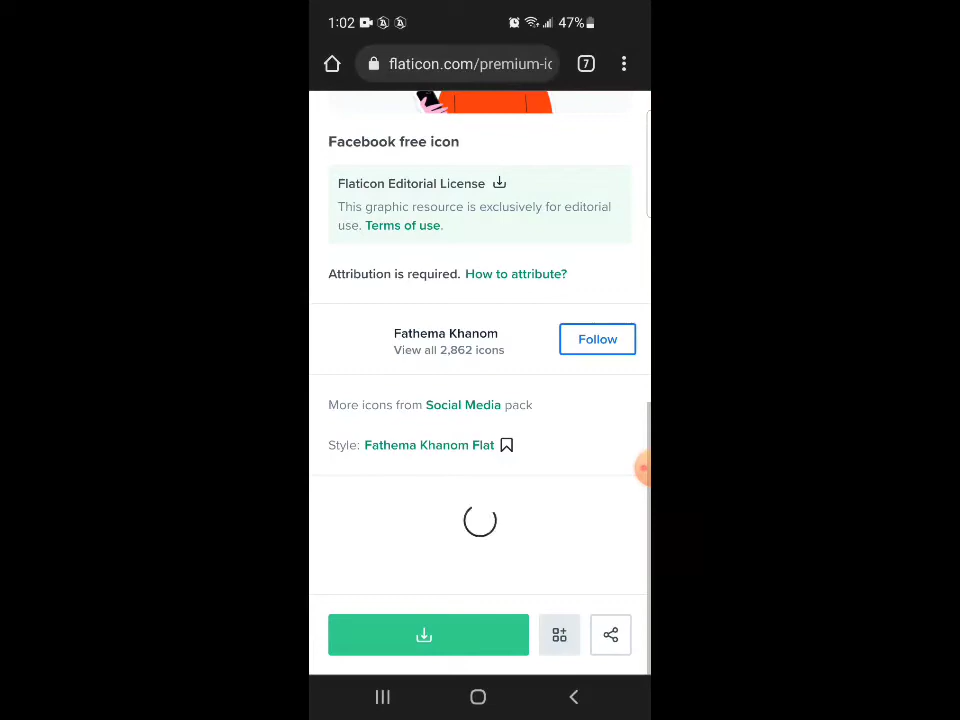 1:02
47%
flaticon.com/premium-ic
7
Facebook free icon
Flaticon Editorial License
This graphic resource is exclusively for editorial
use. Terms of use.
Attribution is required. How to attribute?
Fathema Khanom
View all 2,862 icons
Follow
More icons from Social Media pack
Style: Fathema Khanom Flat